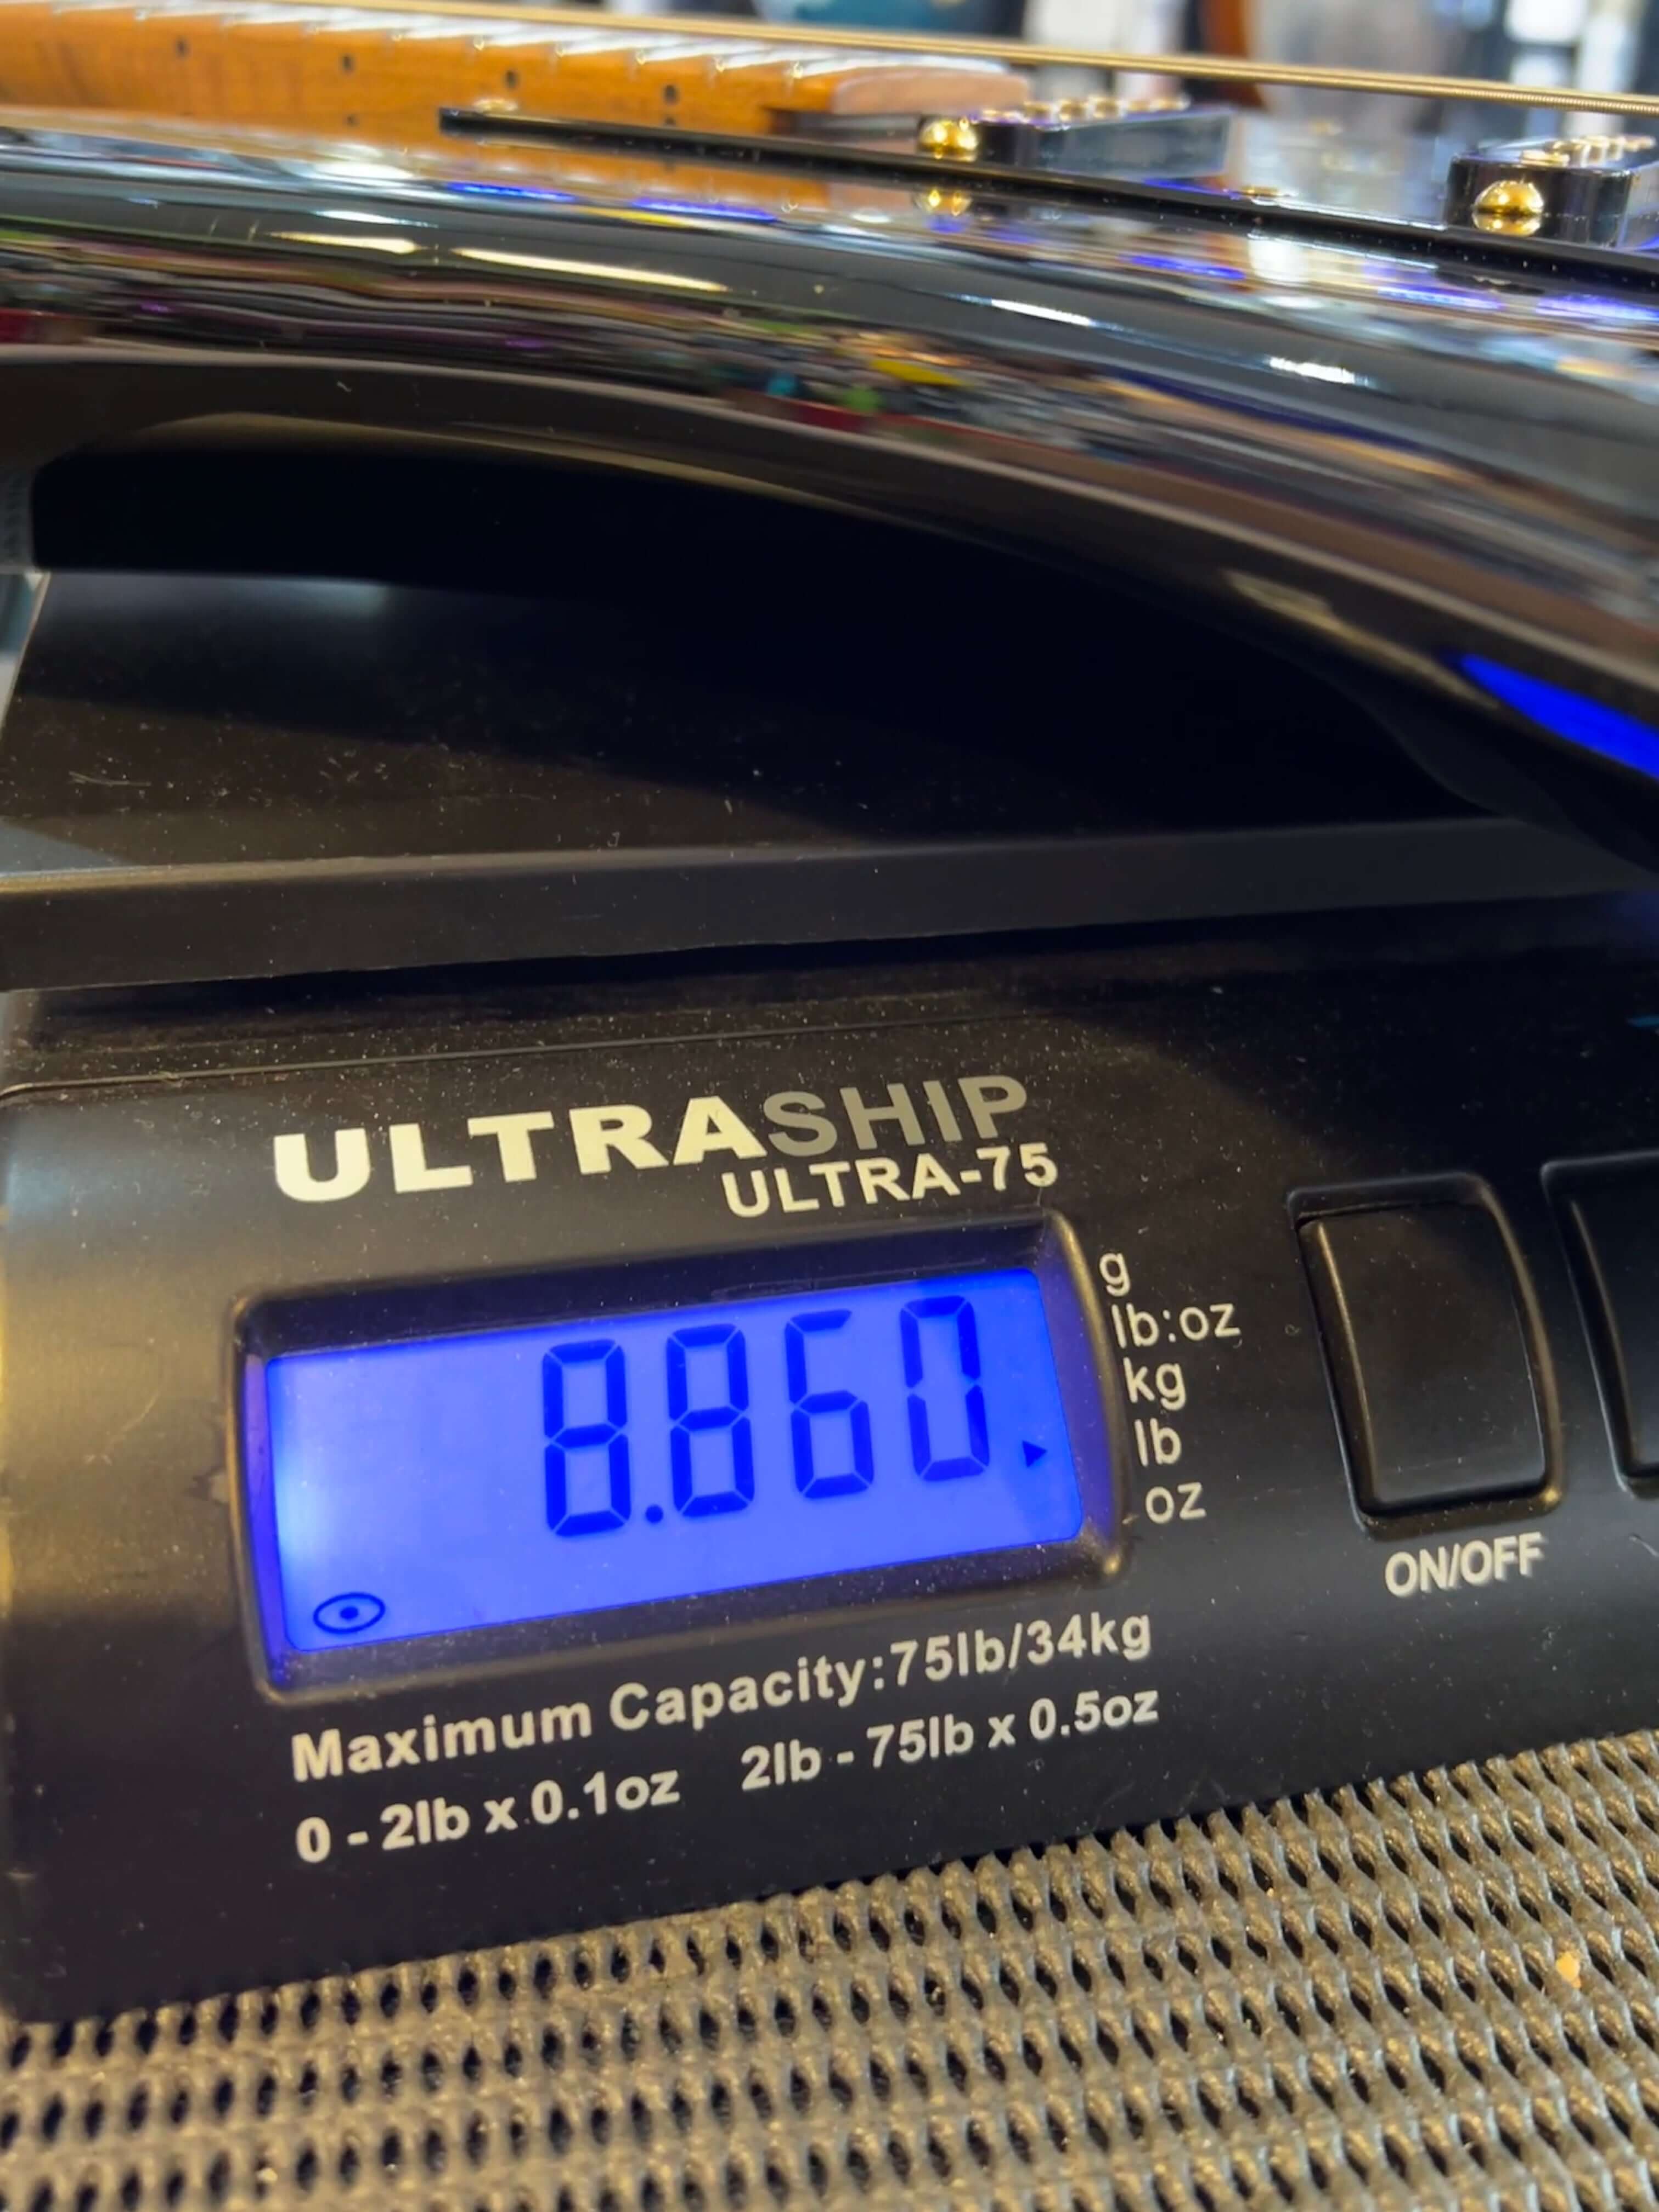 ULTRASHIP
ULTRA-75
8.860
g
lb:oz
kg
lb
oz
ON/OFF
Maximum Capacity:75lb/34kg
0 - 2lb x 0.1oz 2lb - 75lb x 0.5oz